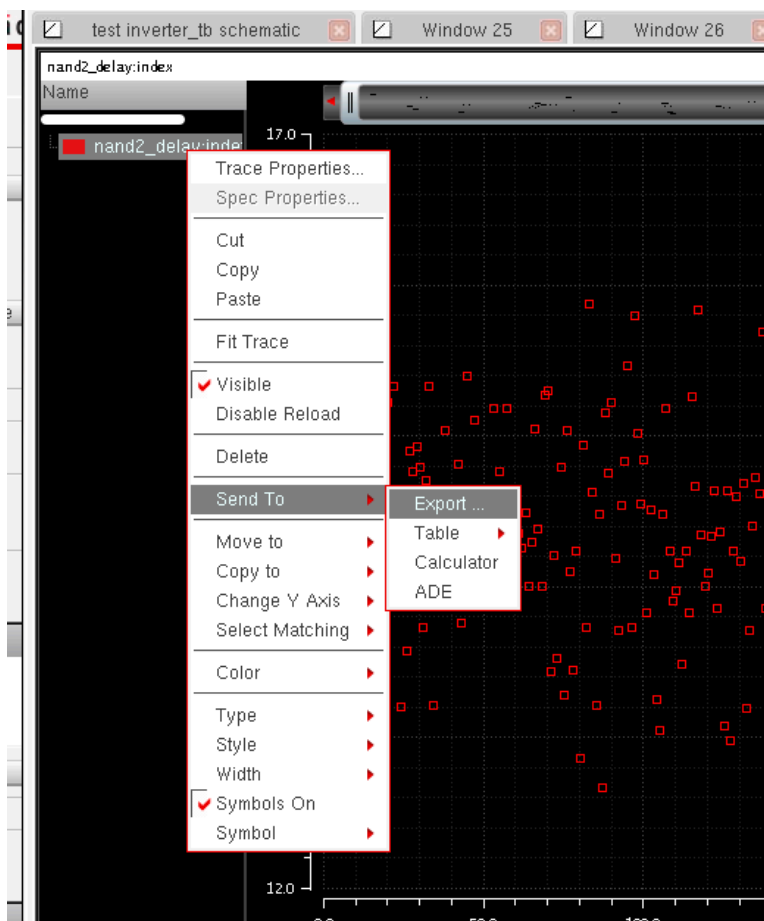 test inverter_tb schematic
Window 25
Window 26
nand2_delay:index
Name
nand2_delay:inde
17.0
Trace Properties...
Spec Properties...
Cut
Copy
Paste
Fit Trace
Visible
Disable Reload
Delete
Send To
Export ...
Table
Calculator
ADE
Move to
Copy to
Change Y Axis
Select Matching
Color
Type
Style
Width
Symbols On
Symbol
12.0